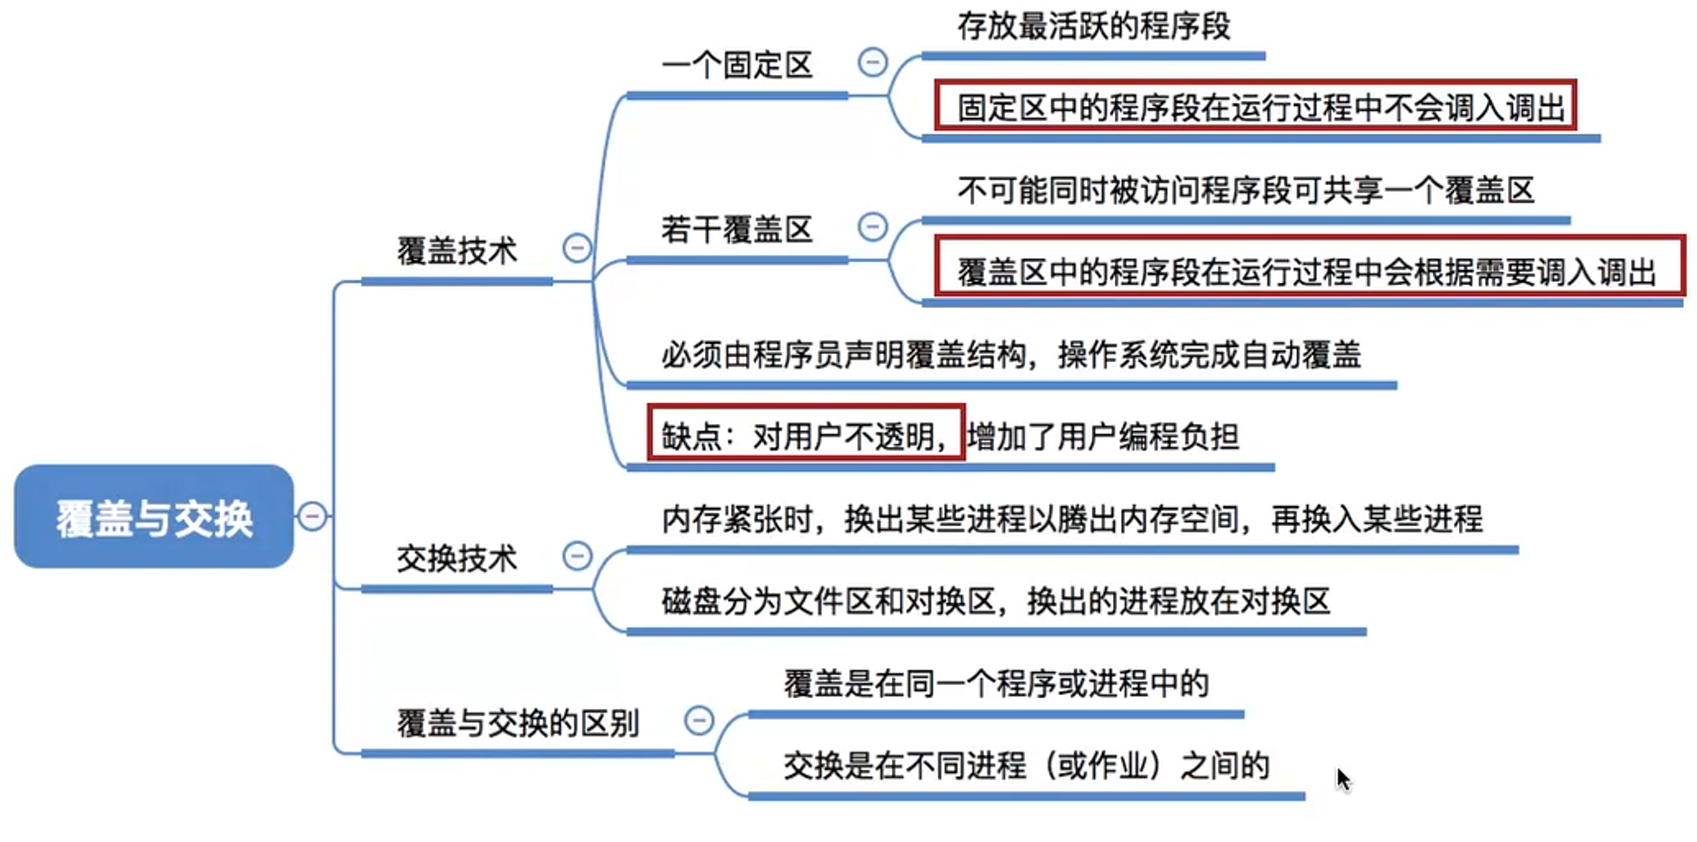 覆盖与交换
覆盖技术
一个固定区
存放最活跃的程序段
固定区中的程序段在运行过程中不会调入调出
若干覆盖区
不可能同时被访问程序段可共享一个覆盖区
覆盖区中的程序段在运行过程中会根据需要调入调出
必须由程序员声明覆盖结构，操作系统完成自动覆盖
缺点：对用户不透明，增加了用户编程负担
交换技术
内存紧张时，换出某些进程以腾出内存空间，再换入某些进程
磁盘分为文件区和对换区，换出的进程放在对换区
覆盖与交换的区别
覆盖是在同一个程序或进程中的
交换是在不同进程（或作业）之间的